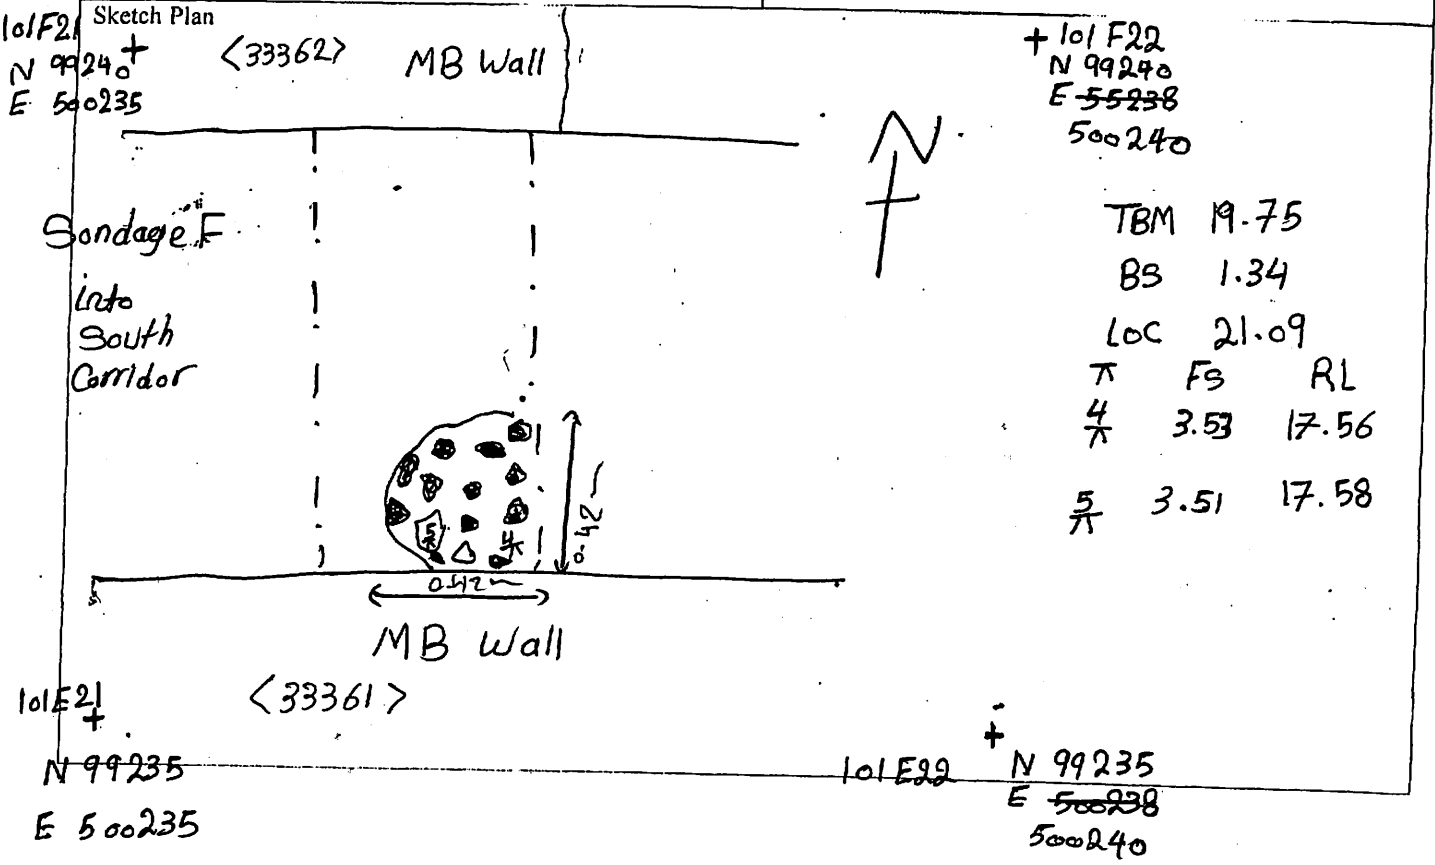 Sketch Plan
101F21
N 99240
E 500235
<33362>
MB Wall
101 F22
N 99240
E 55238
500240
N
Sondage F
into
South
Corridor
TBM 19.75
BS 1.34
LOC 21.09
⊼ FS RL
4/⊼ 3.53 17.56
5/⊼ 3.51 17.58
0.42
5/⊼
4/⊼
0.42
MB Wall
<33361>
101E21
N 99235
E 500235
101E22
N 99235
E 500238
500240